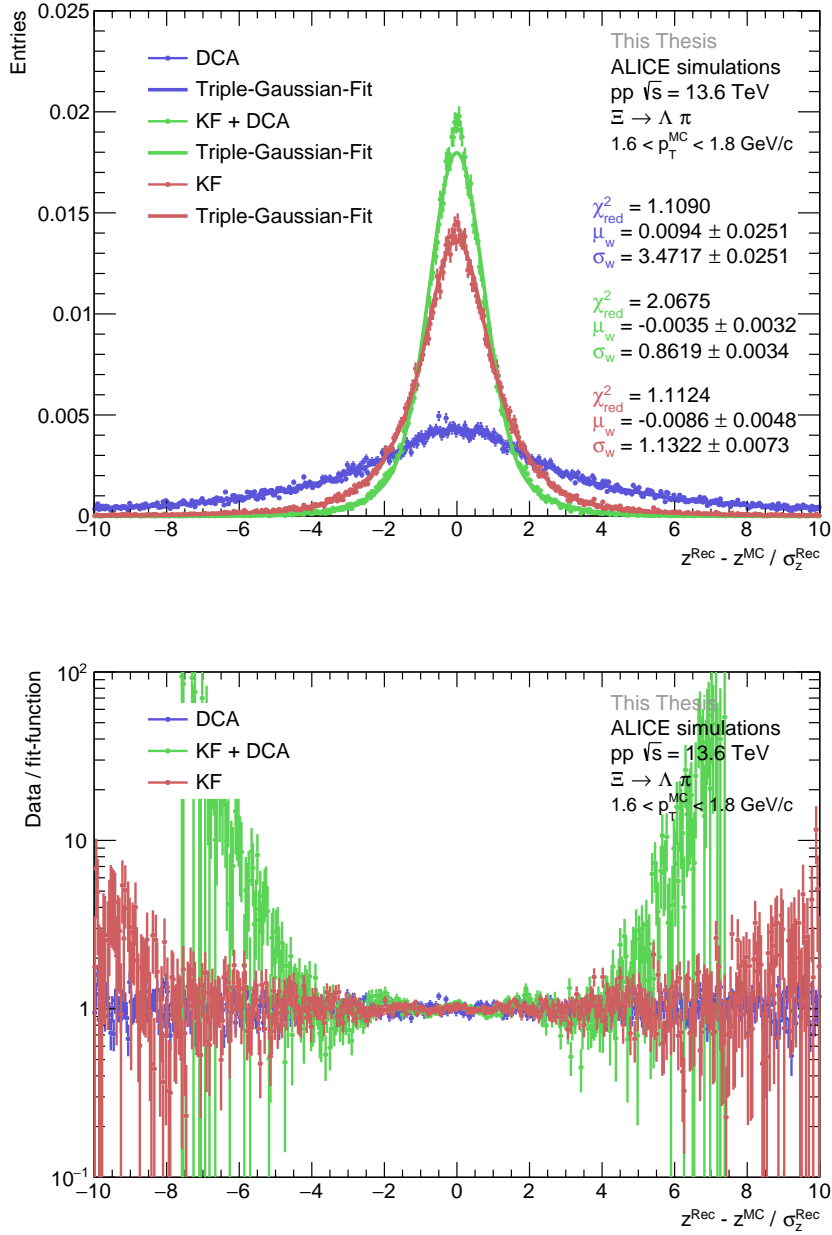 Entries
0.025
0.02
0.015
0.01
0.005
0
DCA
Triple-Gaussian-Fit
KF + DCA
Triple-Gaussian-Fit
KF
Triple-Gaussian-Fit
This Thesis
ALICE simulations
pp √s = 13.6 TeV
Ξ → Λ π
1.6 < p_T^MC < 1.8 GeV/c
χ²_red = 1.1090
μ_w = 0.0094 ± 0.0251
σ_w = 3.4717 ± 0.0251
χ²_red = 2.0675
μ_w = -0.0035 ± 0.0032
σ_w = 0.8619 ± 0.0034
χ²_red = 1.1124
μ_w = -0.0086 ± 0.0048
σ_w = 1.1322 ± 0.0073
−10 −8 −6 −4 −2 0 2 4 6 8 10
z^Rec - z^MC / σ_z^Rec
Data / fit-function
10²
10
1
10⁻¹
DCA
KF + DCA
KF
This Thesis
ALICE simulations
pp √s = 13.6 TeV
Ξ → Λ π
1.6 < p_T^MC < 1.8 GeV/c
−10 −8 −6 −4 −2 0 2 4 6 8 10
z^Rec - z^MC / σ_z^Rec